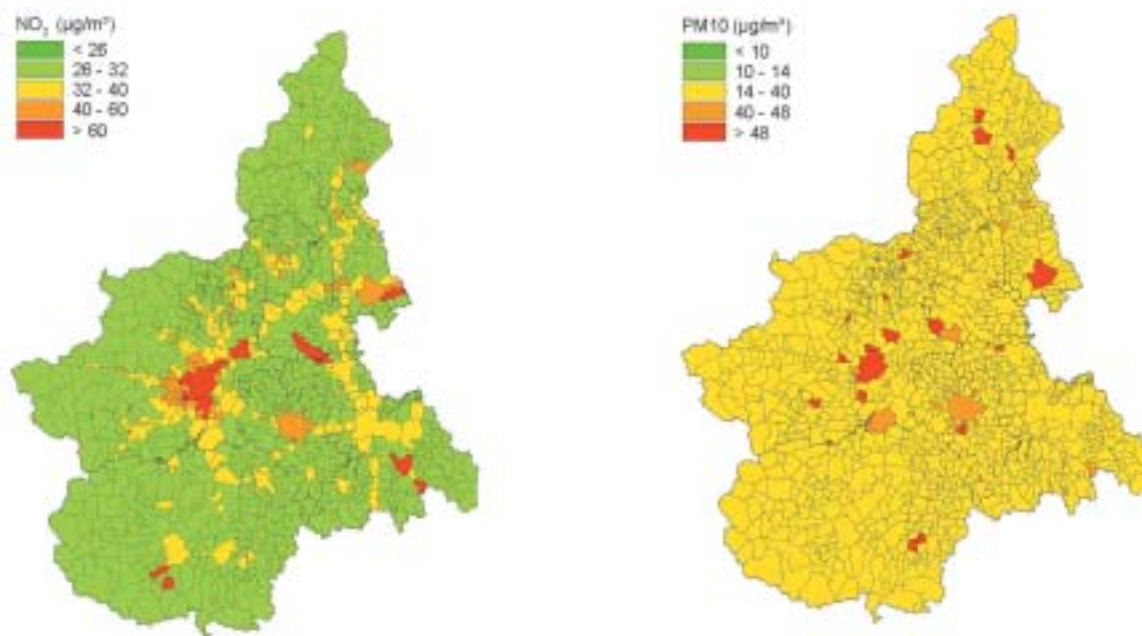 NO₂ (µg/m³)
< 26
26 - 32
32 - 40
40 - 60
> 60
PM10 (µg/m³)
< 10
10 - 14
14 - 40
40 - 48
> 48